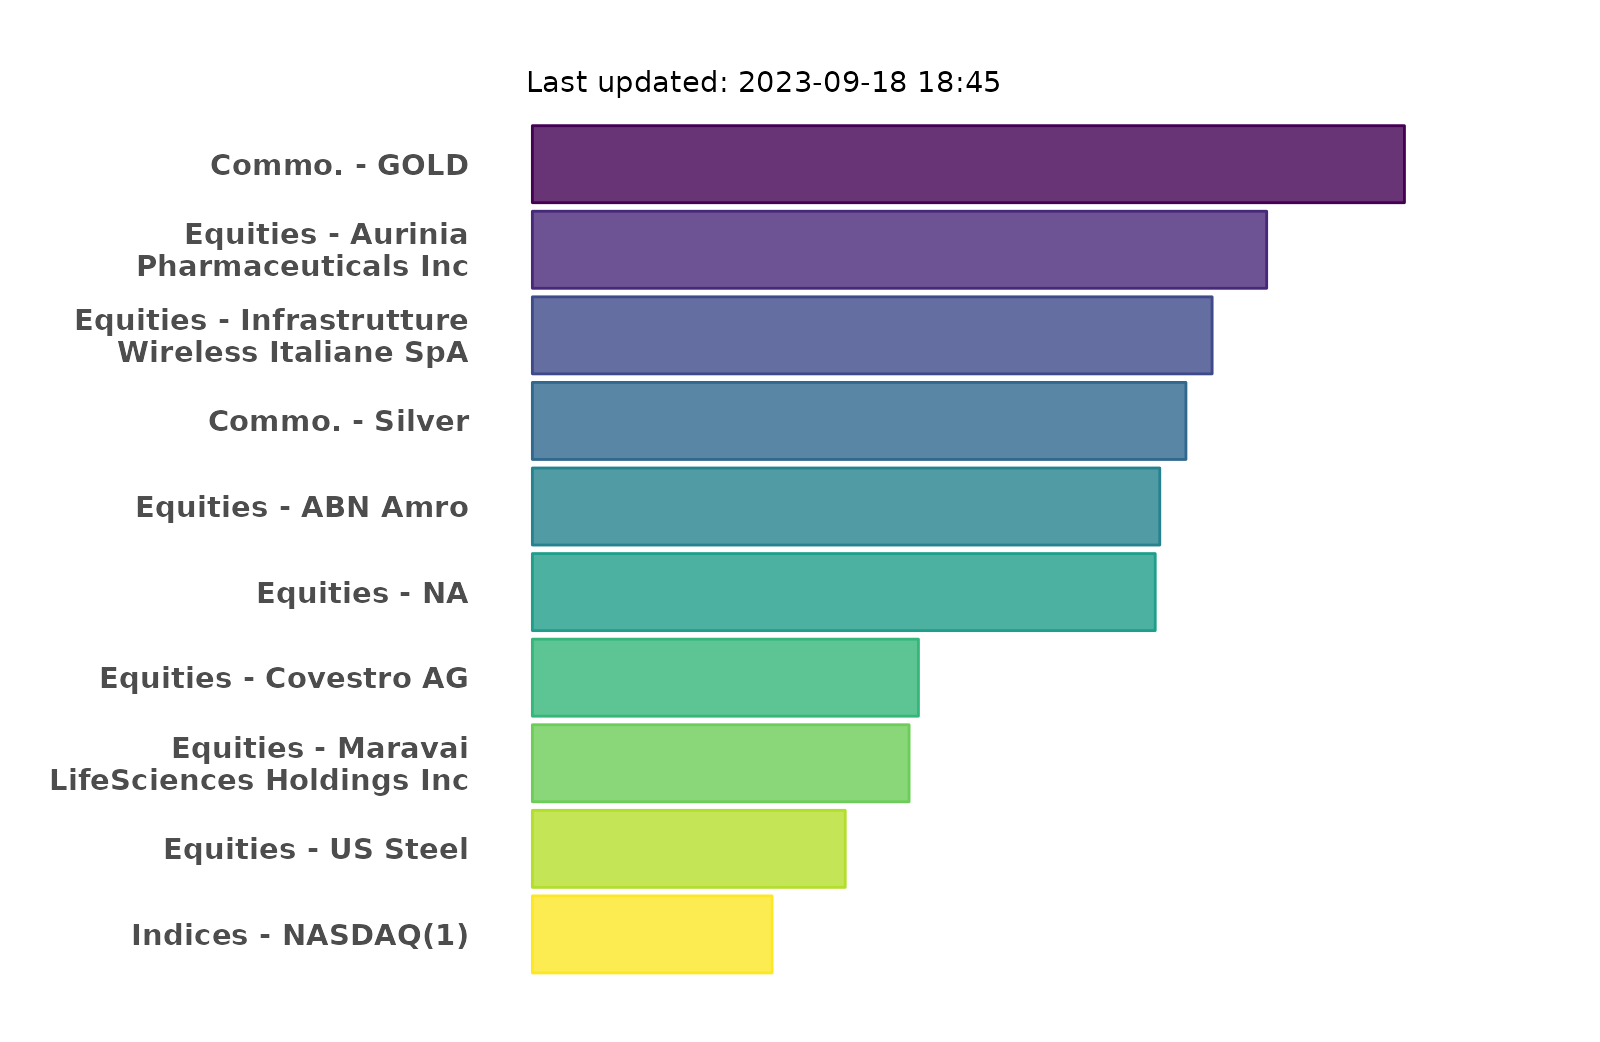 Last updated: 2023-09-18 18:45
Commo. - GOLD
Equities - Aurinia
Pharmaceuticals Inc
Equities - Infrastrutture
Wireless Italiane SpA
Commo. - Silver
Equities - ABN Amro
Equities - NA
Equities - Covestro AG
Equities - Maravai
LifeSciences Holdings Inc
Equities - US Steel
Indices - NASDAQ(1)